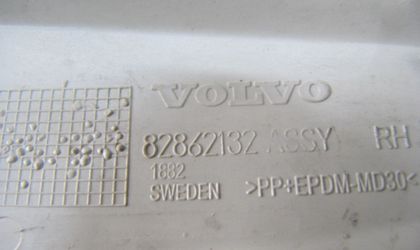 VOLVO
82862132 ASSY RH
1882
SWEDEN >PP+EPDM-MD30<